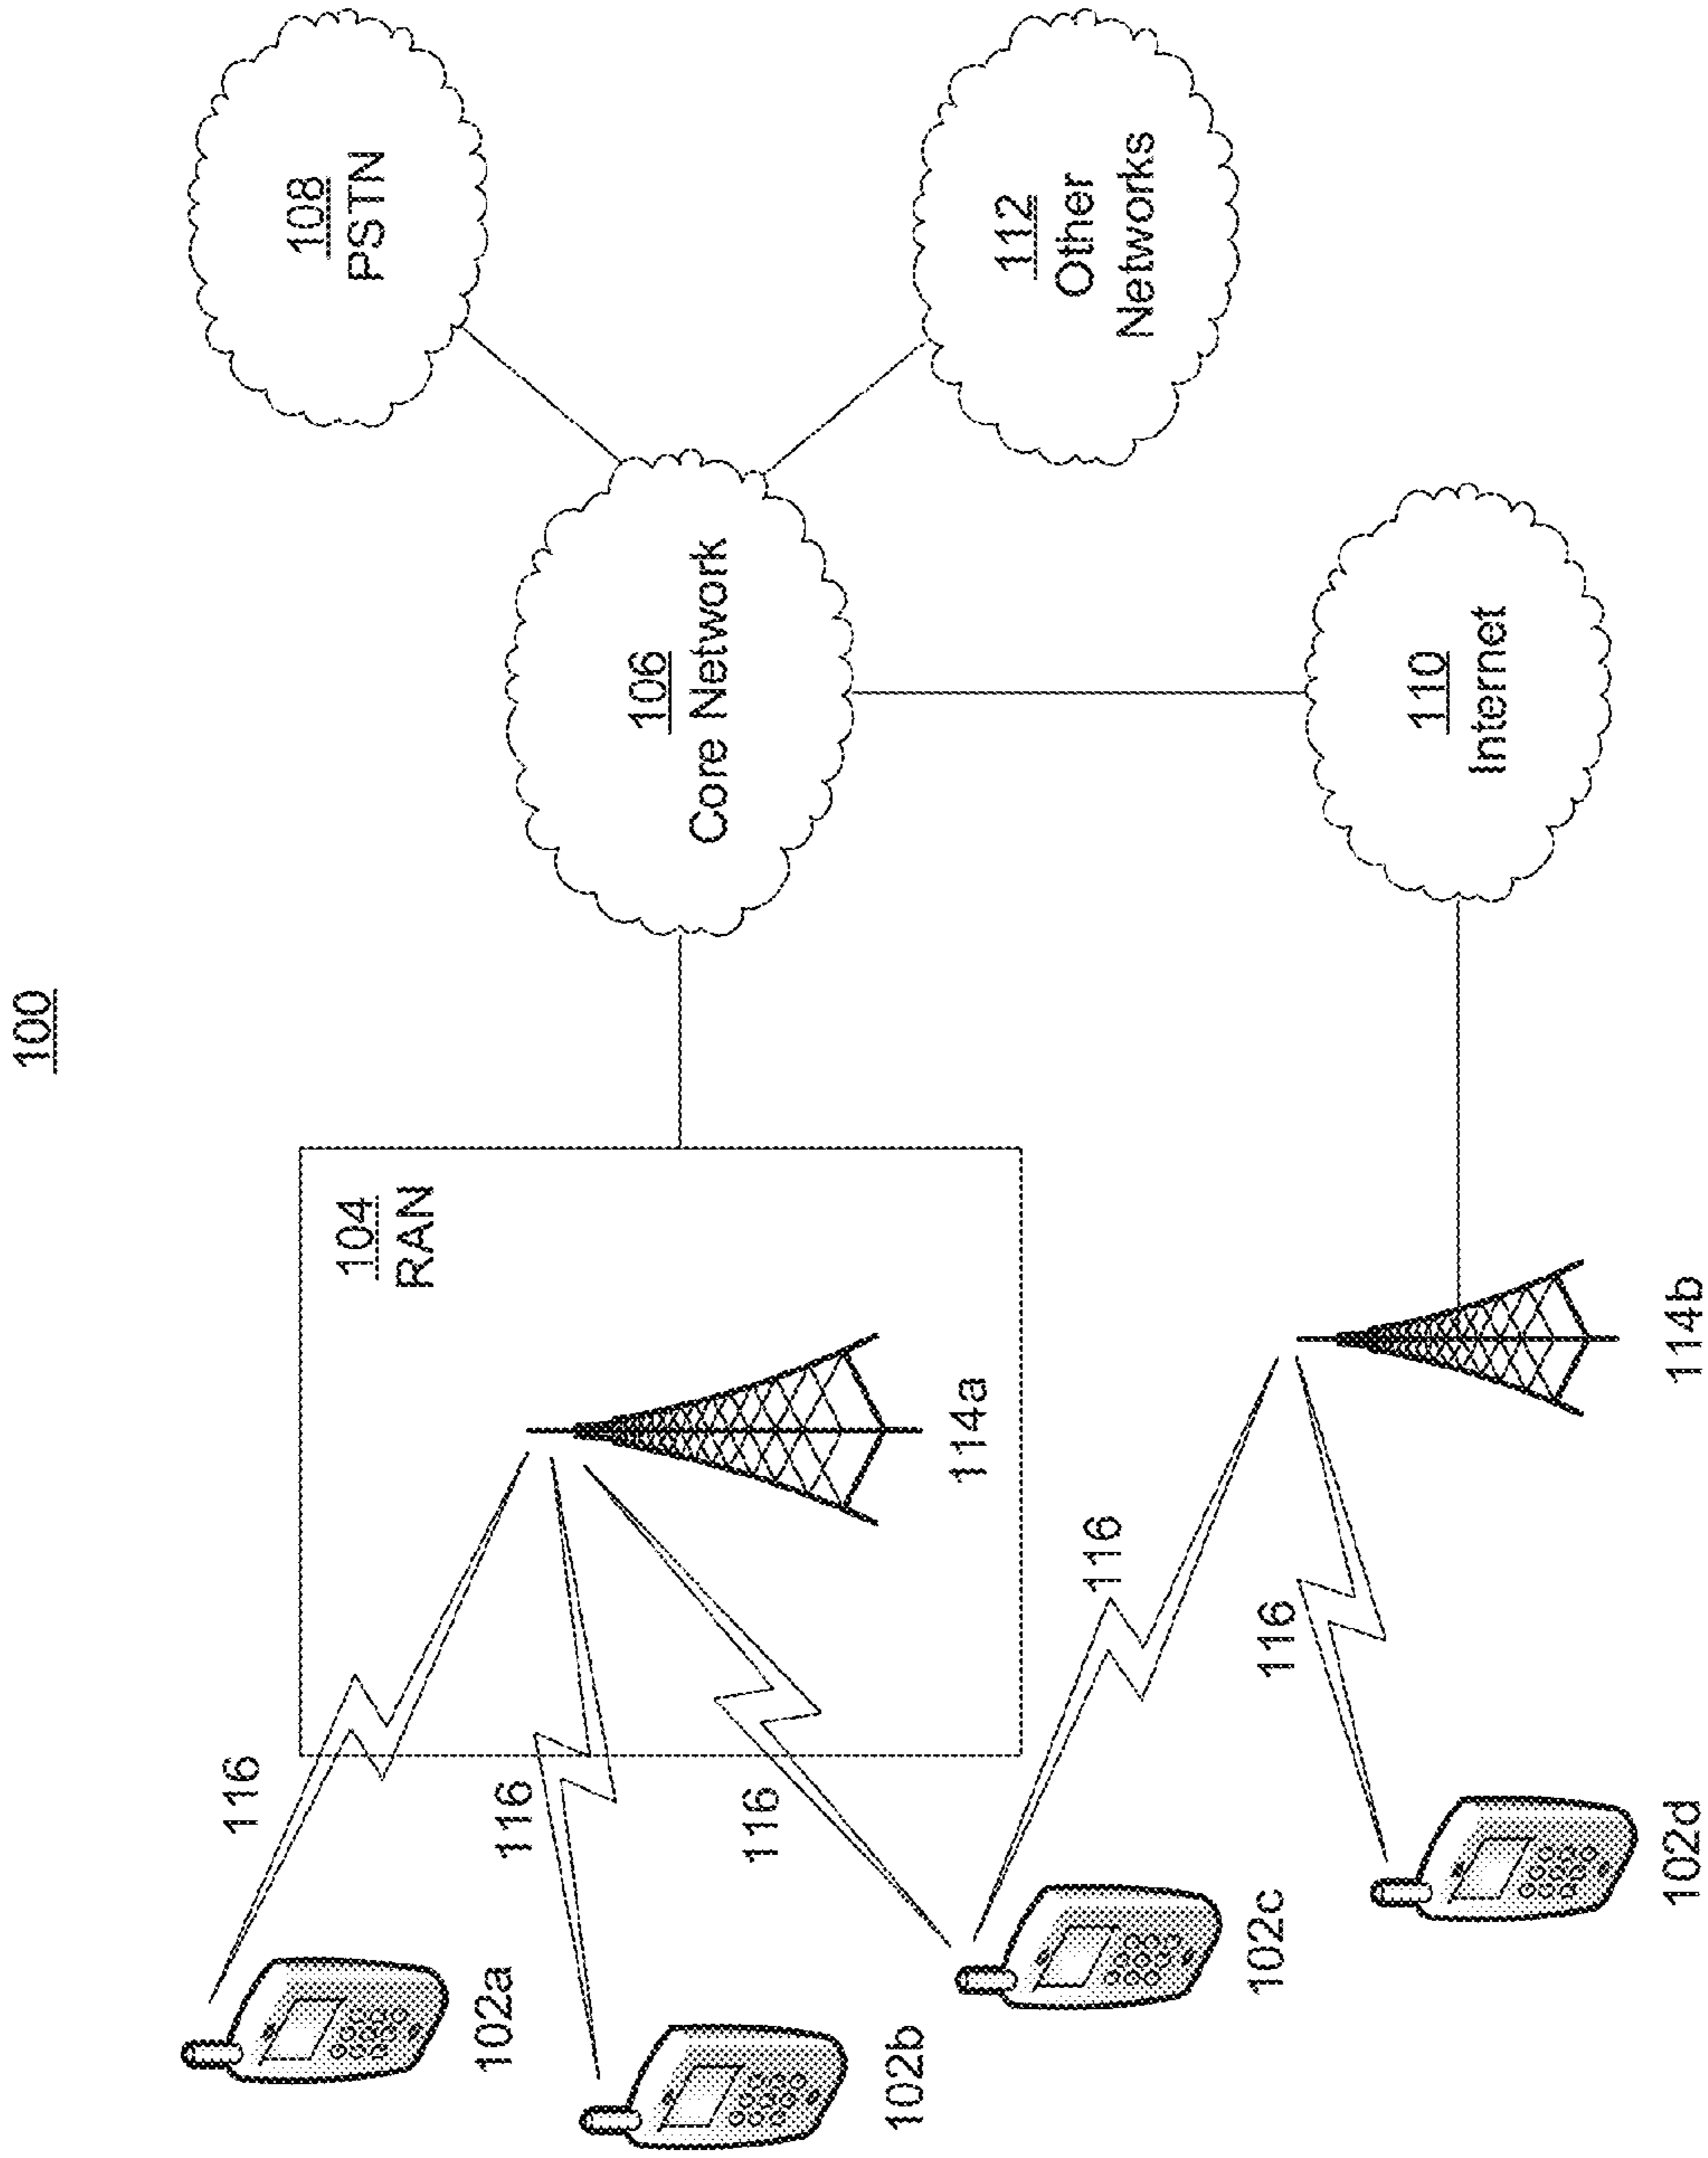 100
108
PSTN
106
Core Network
112
Other
Networks
104
RAN
114a
116
116
116
116
116
102a
102b
102c
102d
110
Internet
114b